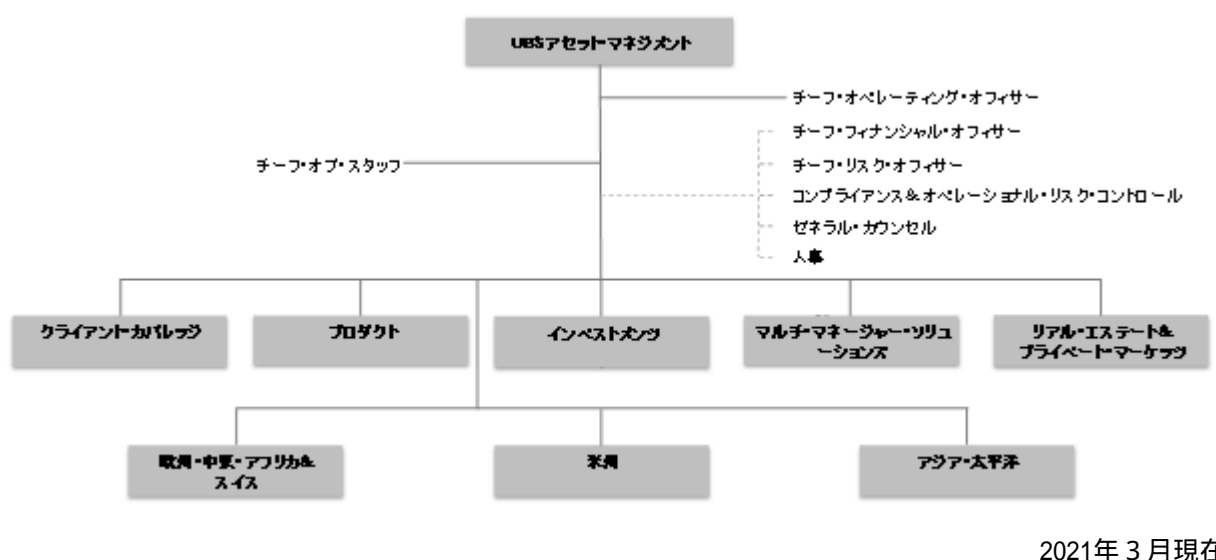 UBSアセット・マネジメント
チーフ・オペレーティング・オフィサー
チーフ・フィナンシャル・オフィサー
チーフ・オブ・スタッフ
チーフ・リスク・オフィサー
コンプライアンス&オペレーショナル・リスク・コントロール
ゼネラル・カウンセル
人事
クライアント・カバレッジ
プロダクト
インベストメンツ
マルチ・マネージャー・ソリュ
ーションズ
リアル・エステート&
プライベート・マーケッツ
欧州・中東・アフリカ&
スイス
米州
アジア・太平洋
2021年3月現在